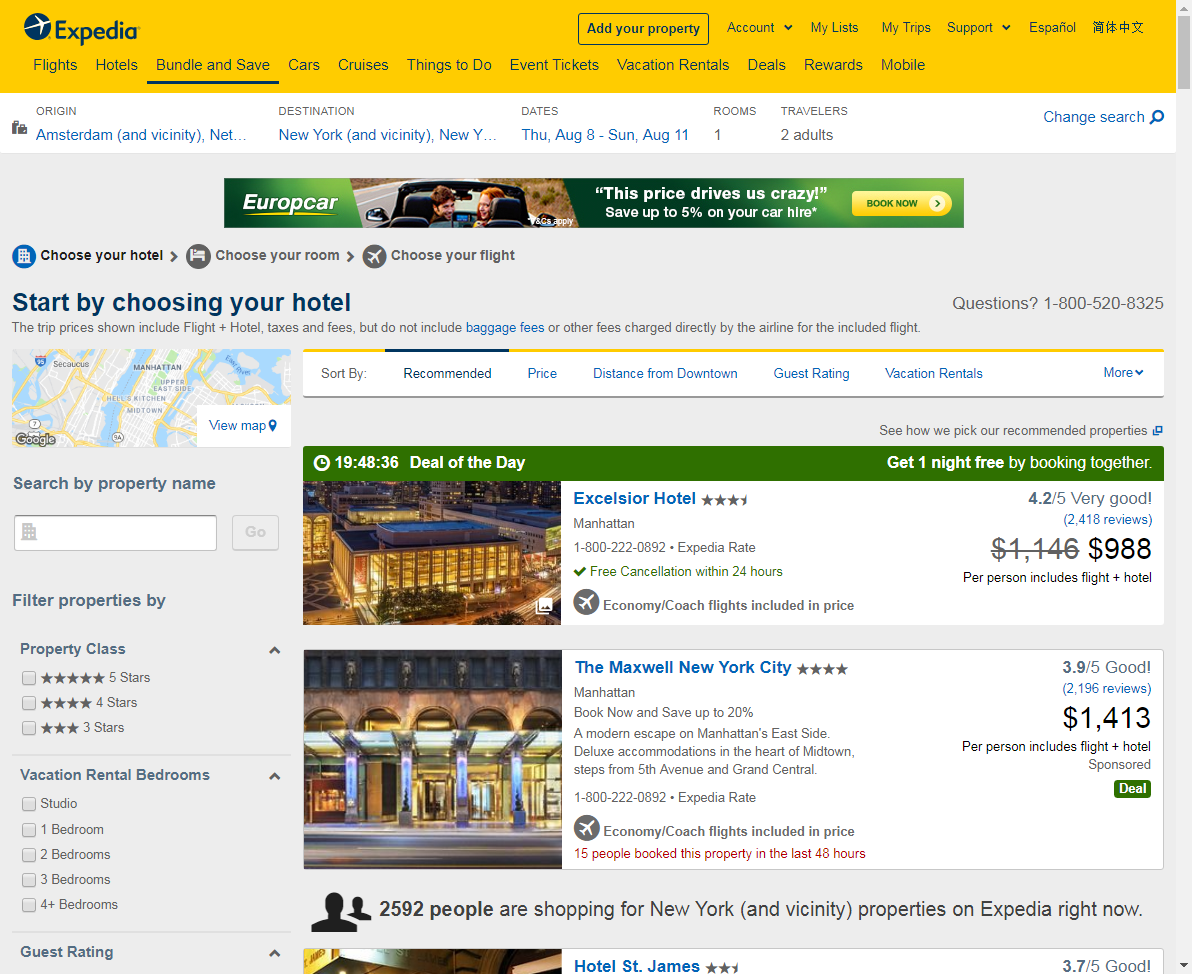 Expedia
Add your property
Account
My Lists
My Trips
Support
Español
简体中文
Flights
Hotels
Bundle and Save
Cars
Cruises
Things to Do
Event Tickets
Vacation Rentals
Deals
Rewards
Mobile
ORIGIN
Amsterdam (and vicinity), Net...
DESTINATION
New York (and vicinity), New Y...
DATES
Thu, Aug 8 - Sun, Aug 11
ROOMS
1
TRAVELERS
2 adults
Change search
Europcar
T&Cs apply
“This price drives us crazy!”
Save up to 5% on your car hire*
BOOK NOW
Choose your hotel
Choose your room
Choose your flight
Start by choosing your hotel
Questions? 1-800-520-8325
The trip prices shown include Flight + Hotel, taxes and fees, but do not include baggage fees or other fees charged directly by the airline for the included flight.
95
Secaucus
MANHATTAN
UPPER
EAST SIDE
HELL'S KITCHEN
MIDTOWN
7
9A
Google
View map
Sort By:
Recommended
Price
Distance from Downtown
Guest Rating
Vacation Rentals
More
See how we pick our recommended properties
Search by property name
Go
Filter properties by
Property Class
5 Stars
4 Stars
3 Stars
Vacation Rental Bedrooms
Studio
1 Bedroom
2 Bedrooms
3 Bedrooms
4+ Bedrooms
Guest Rating
19:48:36 Deal of the Day
Get 1 night free by booking together.
Excelsior Hotel
Manhattan
1-800-222-0892 • Expedia Rate
Free Cancellation within 24 hours
Economy/Coach flights included in price
4.2/5 Very good!
(2,418 reviews)
$1,146 $988
Per person includes flight + hotel
The Maxwell New York City
Manhattan
Book Now and Save up to 20%
A modern escape on Manhattan's East Side.
Deluxe accommodations in the heart of Midtown,
steps from 5th Avenue and Grand Central.
1-800-222-0892 • Expedia Rate
Economy/Coach flights included in price
15 people booked this property in the last 48 hours
3.9/5 Good!
(2,196 reviews)
$1,413
Per person includes flight + hotel
Sponsored
Deal
2592 people are shopping for New York (and vicinity) properties on Expedia right now.
Hotel St. James
3.7/5 Good!